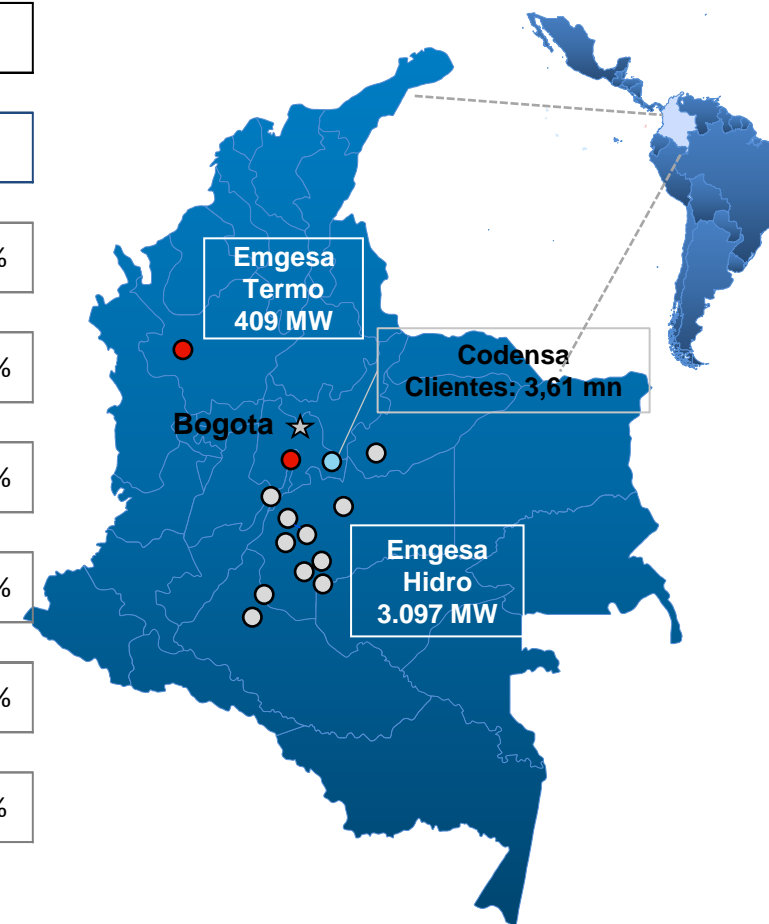 %
%
%
%
%
%
Emgesa
Termo
409 MW
Codensa
Clientes: 3,61 mn
Bogota
Emgesa
Hidro
3.097 MW